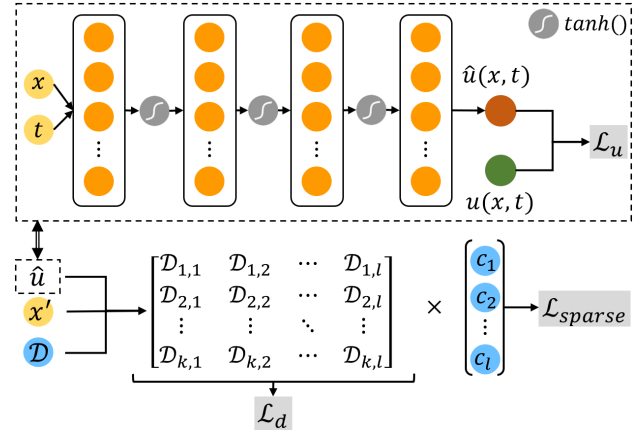 tanh()
x
t
⋮ ⋮ ⋮ ⋮
û(x, t)
u(x, t)
ℒ_u
û
x′
𝒟
𝒟_{1,1} 𝒟_{1,2} ⋯ 𝒟_{1,l}
𝒟_{2,1} 𝒟_{2,2} ⋯ 𝒟_{2,l}
⋮ ⋮ ⋱ ⋮
𝒟_{k,1} 𝒟_{k,2} ⋯ 𝒟_{k,l}
×
c_1
c_2
⋮
c_l
ℒ_{sparse}
ℒ_d